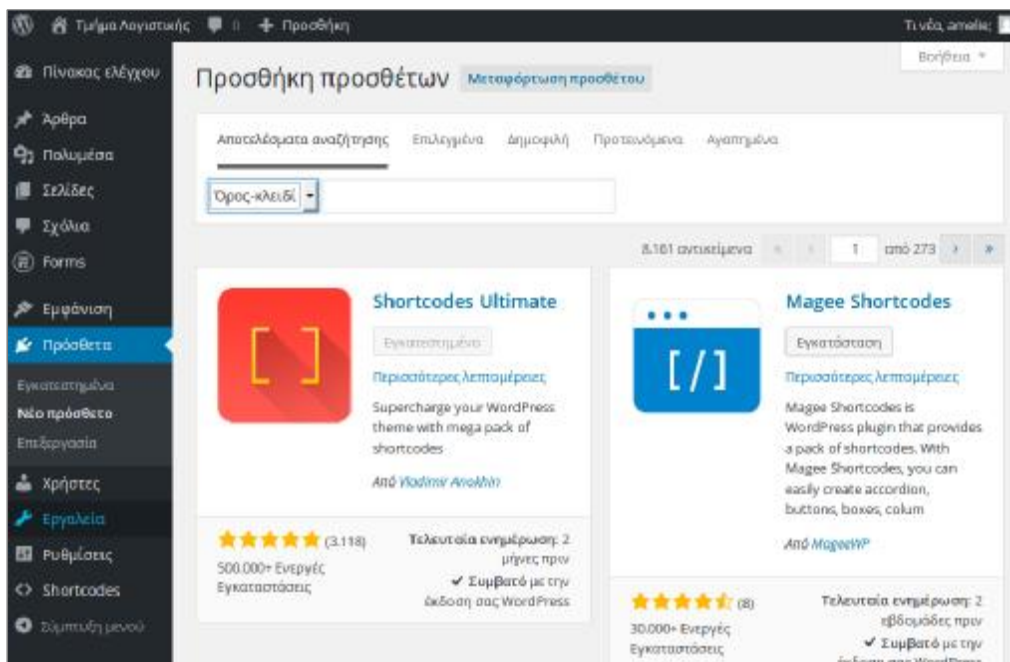 Τμήμα Λογιστικής 0 Προσθήκη Τι νέα, amelie;
Βοήθεια
Πίνακας ελέγχου
Άρθρα
Πολυμέσα
Σελίδες
Σχόλια
Forms
Εμφάνιση
Πρόσθετα
Εγκατεστημένα
Νέο πρόσθετο
Επεξεργασία
Χρήστες
Εργαλεία
Ρυθμίσεις
Shortcodes
Σύμπτυξη μενού
Προσθήκη προσθέτων Μεταφόρτωση προσθέτου
Αποτελέσματα αναζήτησης Επιλεγμένα Δημοφιλή Προτεινόμενα Αγαπημένα
Όρος-κλειδί
8.161 αντικείμενα « ‹ 1 από 273 › »
Shortcodes Ultimate
Εγκατεστημένο
Περισσότερες λεπτομέρειες
Supercharge your WordPress
theme with mega pack of
shortcodes
Από Vladimir Anokhin
(3.118)
500.000+ Ενεργές
Εγκαταστάσεις
Τελευταία ενημέρωση: 2
μήνες πριν
✔ Συμβατό με την
έκδοση σας WordPress
Magee Shortcodes
Εγκατάσταση
Περισσότερες λεπτομέρειες
Magee Shortcodes is
WordPress plugin that provides
a pack of shortcodes. With
Magee Shortcodes, you can
easily create accordion,
buttons, boxes, colum
Από MageeWP
(8)
30.000+ Ενεργές
Εγκαταστάσεις
Τελευταία ενημέρωση: 2
εβδομάδες πριν
✔ Συμβατό με την
έκδοση σας WordPress